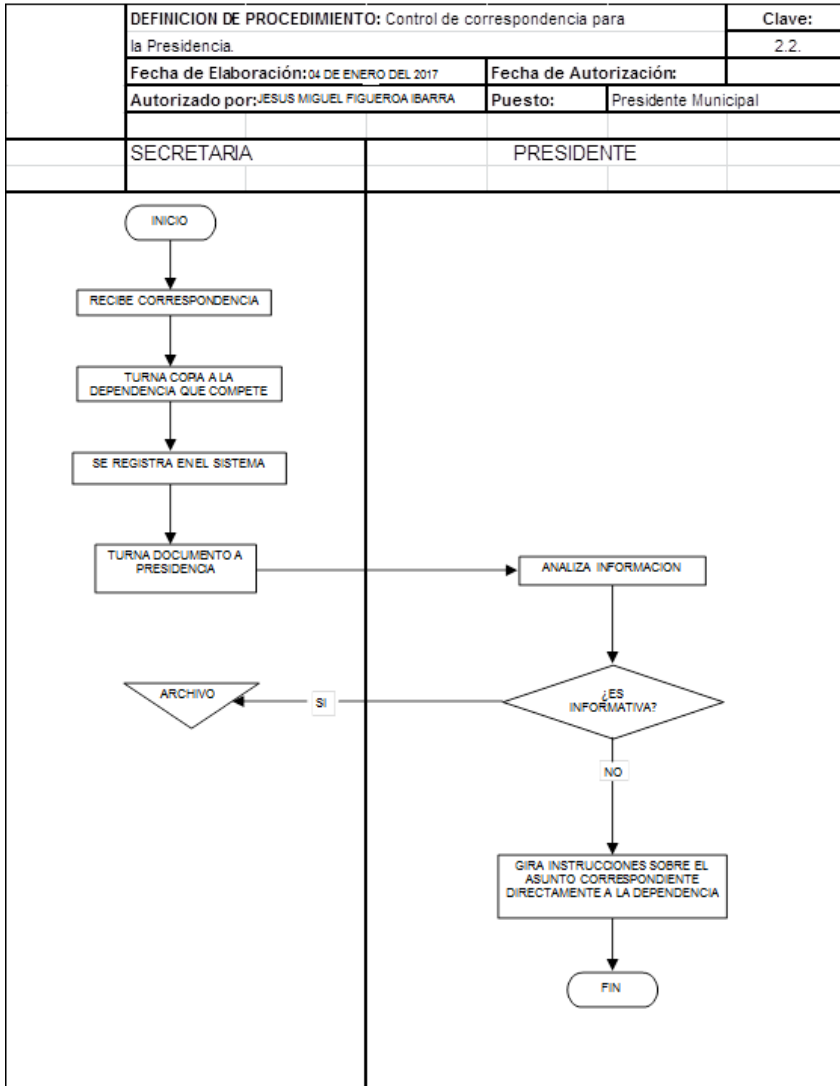 DEFINICION DE PROCEDIMIENTO: Control de correspondencia para
la Presidencia.
Clave:
2.2.
Fecha de Elaboración: 04 DE ENERO DEL 2017
Fecha de Autorización:
Autorizado por: JESUS MIGUEL FIGUEROA IBARRA
Puesto:
Presidente Municipal
SECRETARIA
PRESIDENTE
INICIO
RECIBE CORRESPONDENCIA
TURNA COPIA A LA
DEPENDENCIA QUE COMPETE
SE REGISTRA EN EL SISTEMA
TURNA DOCUMENTO A
PRESIDENCIA
ANALIZA INFORMACION
ARCHIVO
SI
¿ES
INFORMATIVA?
NO
GIRA INSTRUCCIONES SOBRE EL
ASUNTO CORRESPONDIENTE
DIRECTAMENTE A LA DEPENDENCIA
FIN